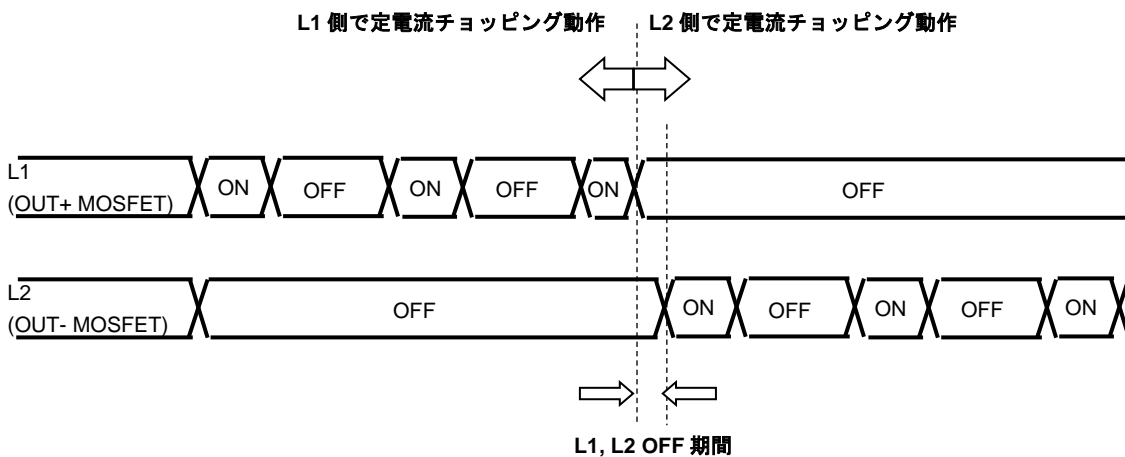 L1 側で定電流チョッピング動作 L2 側で定電流チョッピング動作
L1
(OUT+ MOSFET)
ON OFF ON OFF ON OFF
L2
(OUT- MOSFET)
OFF ON OFF ON OFF ON
L1, L2 OFF 期間